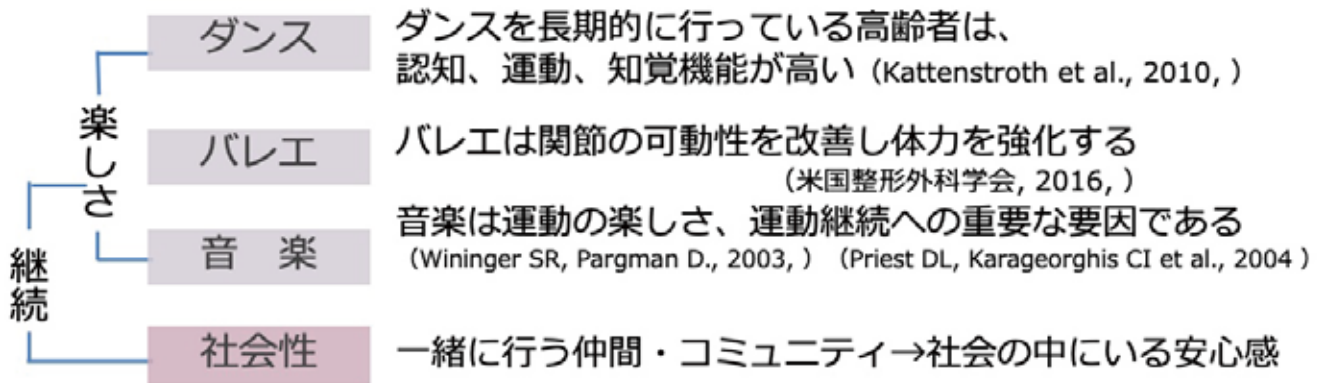 ダンス
ダンスを長期的に行っている高齢者は、
認知、運動、知覚機能が高い（Kattenstroth et al., 2010, ）
楽しさ
バレエ
バレエは関節の可動性を改善し体力を強化する
（米国整形外科学会, 2016, ）
音　楽
音楽は運動の楽しさ、運動継続への重要な要因である
（Wininger SR, Pargman D., 2003, ）（Priest DL, Karageorghis CI et al., 2004 ）
継続
社会性
一緒に行う仲間・コミュニティ→社会の中にいる安心感